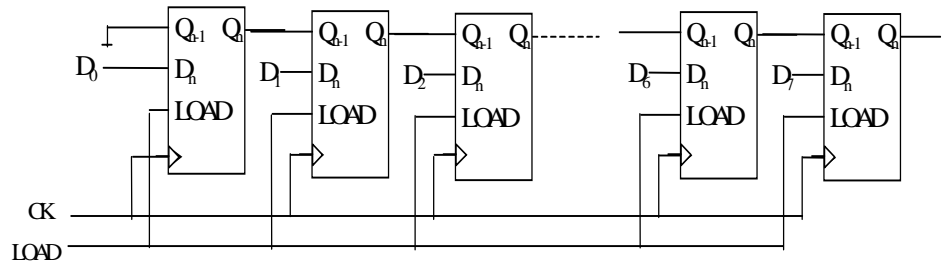 Qn-1 Qn Qn-1 Qn Qn-1 Qn Qn-1 Qn Qn-1 Qn
D0 Dn D1 Dn D2 Dn D6 Dn D7 Dn
LOAD LOAD LOAD LOAD LOAD
CK
LOAD